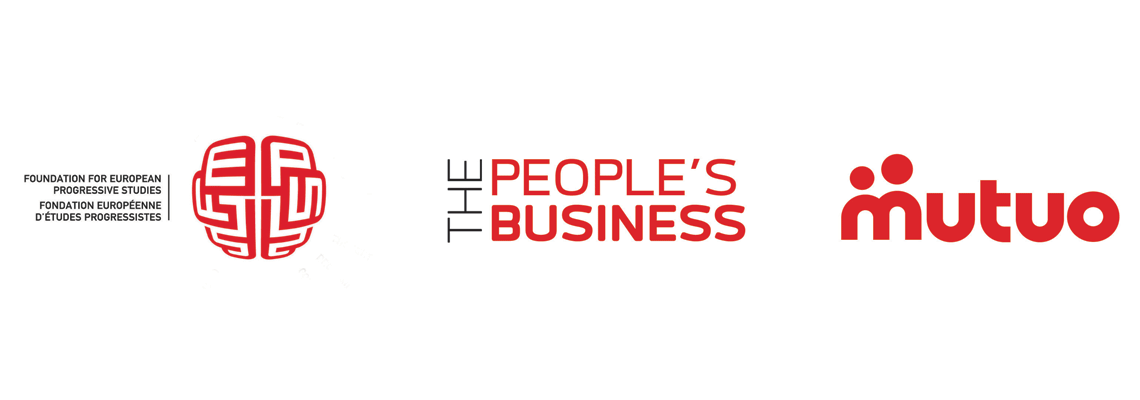 FOUNDATION FOR EUROPEAN
PROGRESSIVE STUDIES
FONDATION EUROPÉENNE
D'ÉTUDES PROGRESSISTES
THE
PEOPLE'S
BUSINESS
mutuo